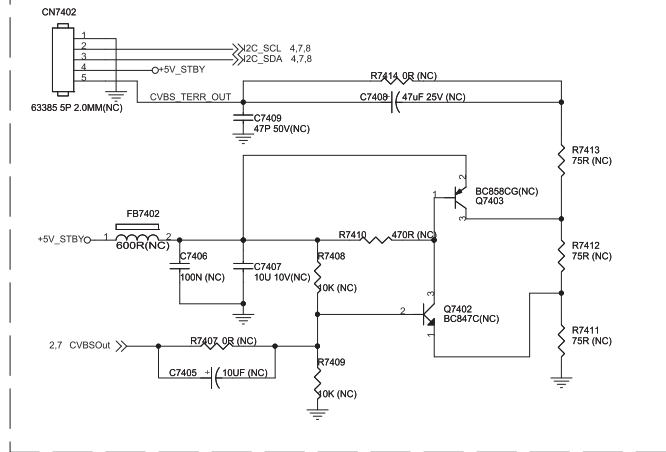 CN7402
1
2
3
4
5
I2C_SCL 4,7,8
I2C_SDA 4,7,8
+5V_STBY
63385 5P 2.0MM(NC)
CVBS_TERR_OUT
R7414 0R (NC)
C7408 + 47uF 25V (NC)
C7409
47P 50V(NC)
R7413
75R (NC)
2
1
BC858CG(NC)
Q7403
3
FB7402
+5V_STBY
1
2
600R(NC)
R7410 470R (NC)
R7412
75R (NC)
C7406
100N (NC)
C7407
10U 10V(NC)
R7408
10K (NC)
3
2
Q7402
BC847C(NC)
1
R7411
75R (NC)
2,7 CVBSOut
R7407 0R (NC)
C7405 + 10UF (NC)
R7409
10K (NC)